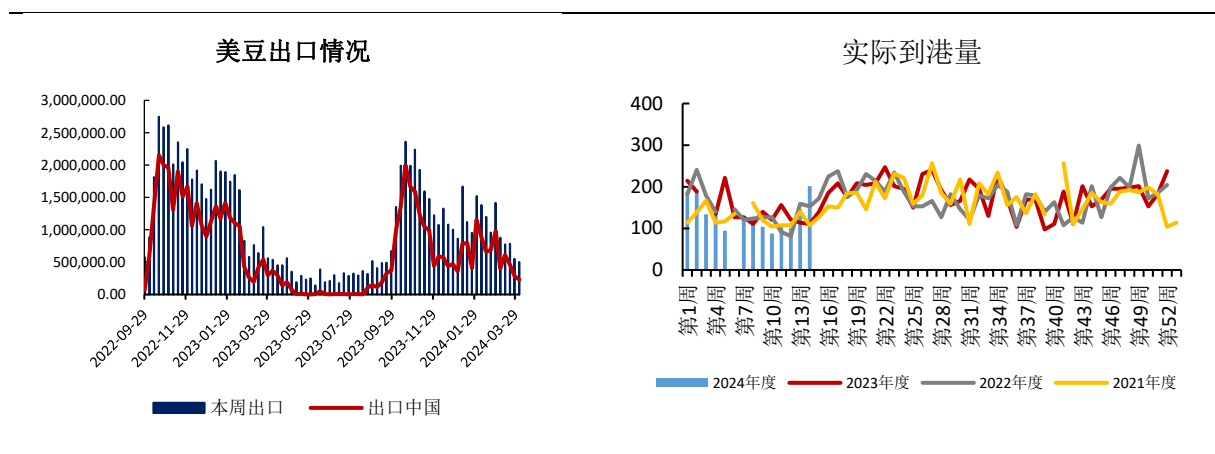 美豆出口情况
3,000,000.00
2,500,000.00
2,000,000.00
1,500,000.00
1,000,000.00
500,000.00
0.00
2022-09-29
2022-11-29
2023-01-29
2023-03-29
2023-05-29
2023-07-29
2023-09-29
2023-11-29
2024-01-29
2024-03-29
本周出口
出口中国
实际到港量
400
300
200
100
0
第1周
第4周
第7周
第10周
第13周
第16周
第19周
第22周
第25周
第28周
第31周
第34周
第37周
第40周
第43周
第46周
第49周
第52周
2024年度
2023年度
2022年度
2021年度